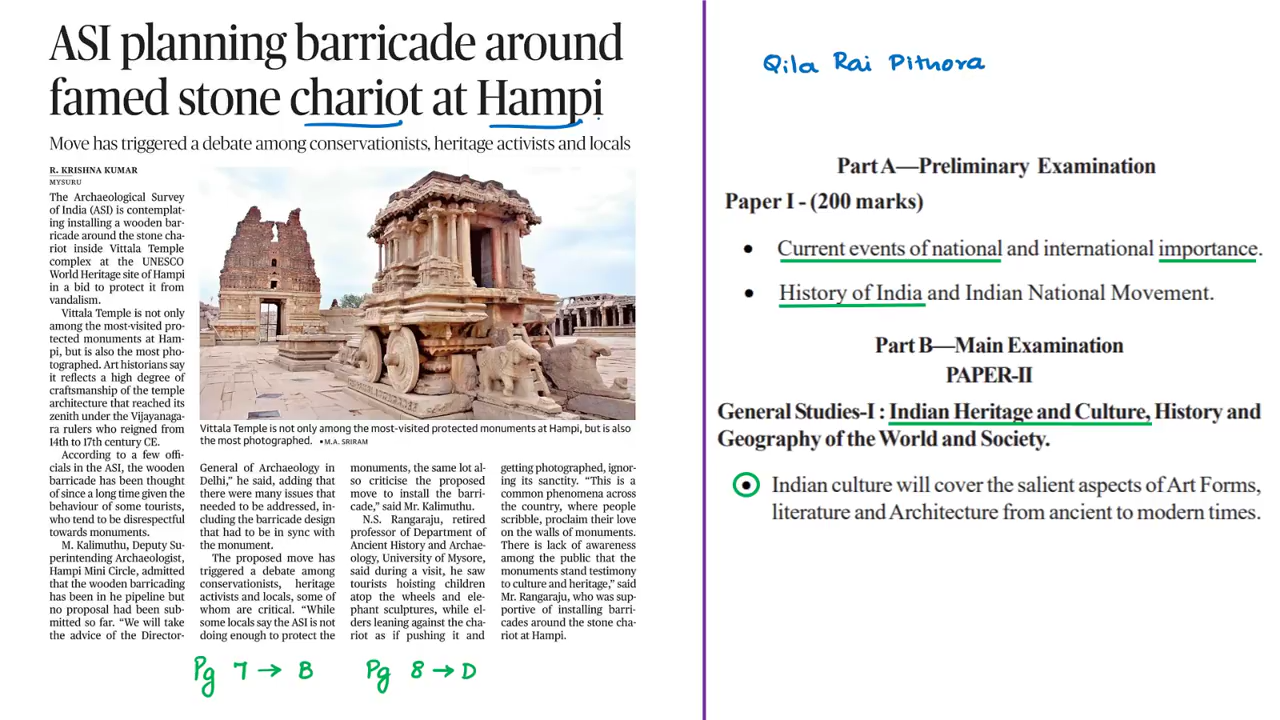 ASI planning barricade around
famed stone chariot at Hampi
Move has triggered a debate among conservationists, heritage activists and locals
R. KRISHNA KUMAR
MYSURU
The Archaeological Survey
of India (ASI) is contemplat-
ing installing a wooden bar-
ricade around the stone cha-
riot inside Vittala Temple
complex at the UNESCO
World Heritage site of Hampi
in a bid to protect it from
vandalism.
Vittala Temple is not only
among the most-visited pro-
tected monuments at Ham-
pi, but is also the most pho-
tographed. Art historians say
it reflects a high degree of
craftsmanship of the temple
architecture that reached its
zenith under the Vijayanaga-
ra rulers who reigned from
14th to 17th century CE.
According to a few offi-
cials in the ASI, the wooden
barricade has been thought
of since a long time given the
behaviour of some tourists,
who tend to be disrespectful
towards monuments.
M. Kalimuthu, Deputy Su-
perintending Archaeologist,
Hampi Mini Circle, admitted
that the wooden barricading
has been in he pipeline but
no proposal had been sub-
mitted so far. “We will take
the advice of the Director-
Vittala Temple is not only among the most-visited protected monuments at Hampi, but is also
the most photographed. • M.A. SRIRAM
General of Archaeology in
Delhi,” he said, adding that
there were many issues that
needed to be addressed, in-
cluding the barricade design
that had to be in sync with
the monument.
The proposed move has
triggered a debate among
conservationists, heritage
activists and locals, some of
whom are critical. “While
some locals say the ASI is not
doing enough to protect the
monuments, the same lot al-
so criticise the proposed
move to install the barri-
cade,” said Mr. Kalimuthu.
N.S. Rangaraju, retired
professor of Department of
Ancient History and Archae-
ology, University of Mysore,
said during a visit, he saw
tourists hoisting children
atop the wheels and ele-
phant sculptures, while el-
ders leaning against the cha-
riot as if pushing it and
getting photographed, ignor-
ing its sanctity. “This is a
common phenomena across
the country, where people
scribble, proclaim their love
on the walls of monuments.
There is lack of awareness
among the public that the
monuments stand testimony
to culture and heritage,” said
Mr. Rangaraju, who was sup-
portive of installing barri-
cades around the stone cha-
riot at Hampi.
Pg 7 → B Pg 8 → D
Qila Rai Pithora
Part A—Preliminary Examination
Paper I - (200 marks)
• Current events of national and international importance.
• History of India and Indian National Movement.
Part B—Main Examination
PAPER-II
General Studies-I : Indian Heritage and Culture, History and
Geography of the World and Society.
• Indian culture will cover the salient aspects of Art Forms,
literature and Architecture from ancient to modern times.